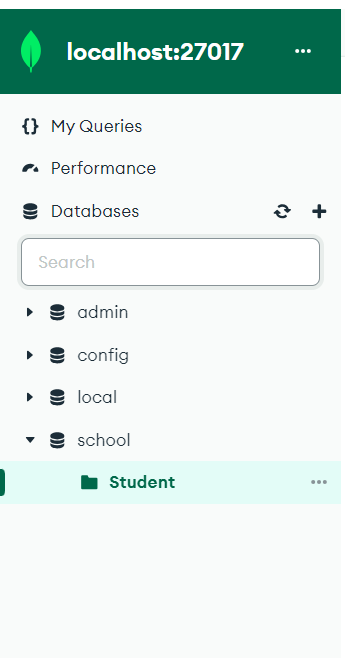 localhost:27017
My Queries
Performance
Databases
Search
admin
config
local
school
Student